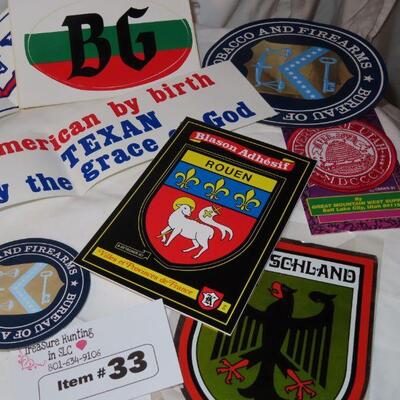 BG
TOBACCO AND FIREARMS
BUREAU OF
American by birth
TEXAN
by the grace of God
Blason Adhésif
ROUEN
Villes et Provinces de France
By
GREAT MOUNTAIN WEST SUPPLY
Salt Lake City, Utah 84115
AND FIREARMS
BUREAU OF A
SCHLAND
Treasure Hunting
in SLC
801-634-9106
Item # 33